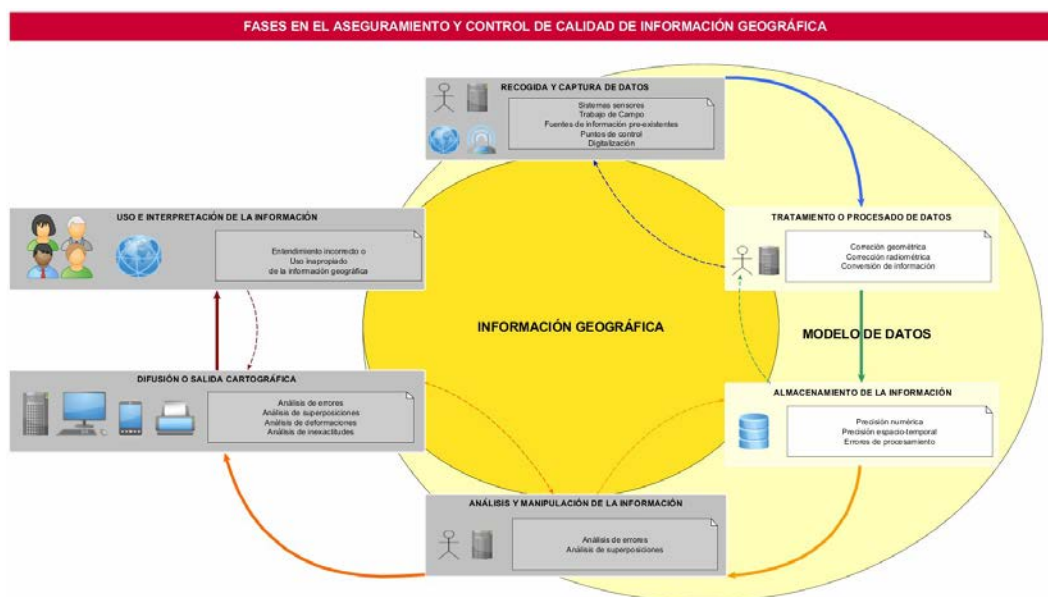 FASES EN EL ASEGURAMIENTO Y CONTROL DE CALIDAD DE INFORMACIÓN GEOGRÁFICA
RECOGIDA Y CAPTURA DE DATOS
Sistemas sensores
Trabajo de Campo
Fuentes de información pre-existentes
Puntos de control
Digitalización
USO E INTERPRETACIÓN DE LA INFORMACIÓN
Entendimiento incorrecto o
Uso inapropiado
de la información geográfica
TRATAMIENTO O PROCESADO DE DATOS
Correción geométrica
Corrección radiométrica
Conversión de información
INFORMACIÓN GEOGRÁFICA
MODELO DE DATOS
DIFUSIÓN O SALIDA CARTOGRÁFICA
Análisis de errores
Análisis de superposiciones
Análisis de deformaciones
Análisis de inexactitudes
ALMACENAMIENTO DE LA INFORMACIÓN
Precisión numérica
Precisión espacio-temporal
Errores de procesamiento
ANÁLISIS Y MANIPULACIÓN DE LA INFORMACIÓN
Análisis de errores
Análisis de superposiciones